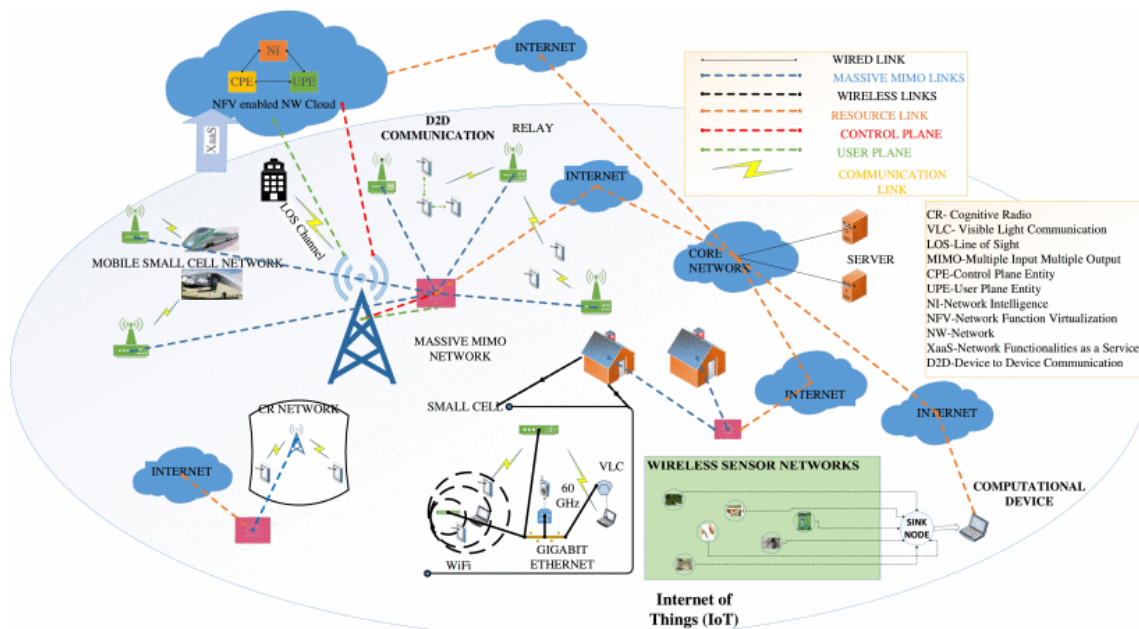 INTERNET
NI
CPE
UPE
NFV enabled NW Cloud
XaaS
D2D
COMMUNICATION
RELAY
LOS Channel
INTERNET
WIRED LINK
MASSIVE MIMO LINKS
WIRELESS LINKS
RESOURCE LINK
CONTROL PLANE
USER PLANE
COMMUNICATION
LINK
CR- Cognitive Radio
VLC- Visible Light Communication
LOS-Line of Sight
MIMO-Multiple Input Multiple Output
CPE-Control Plane Entity
UPE-User Plane Entity
NI-Network Intelligence
NFV-Network Function Virtualization
NW-Network
XaaS-Network Functionalities as a Service
D2D-Device to Device Communication
MOBILE SMALL CELL NETWORK
CORE
NETWORK
SERVER
MASSIVE MIMO
NETWORK
SMALL CELL
INTERNET
INTERNET
CR NETWORK
INTERNET
VLC
60
GHz
WiFi
GIGABIT
ETHERNET
WIRELESS SENSOR NETWORKS
SINK
NODE
COMPUTATIONAL
DEVICE
Internet of
Things (IoT)